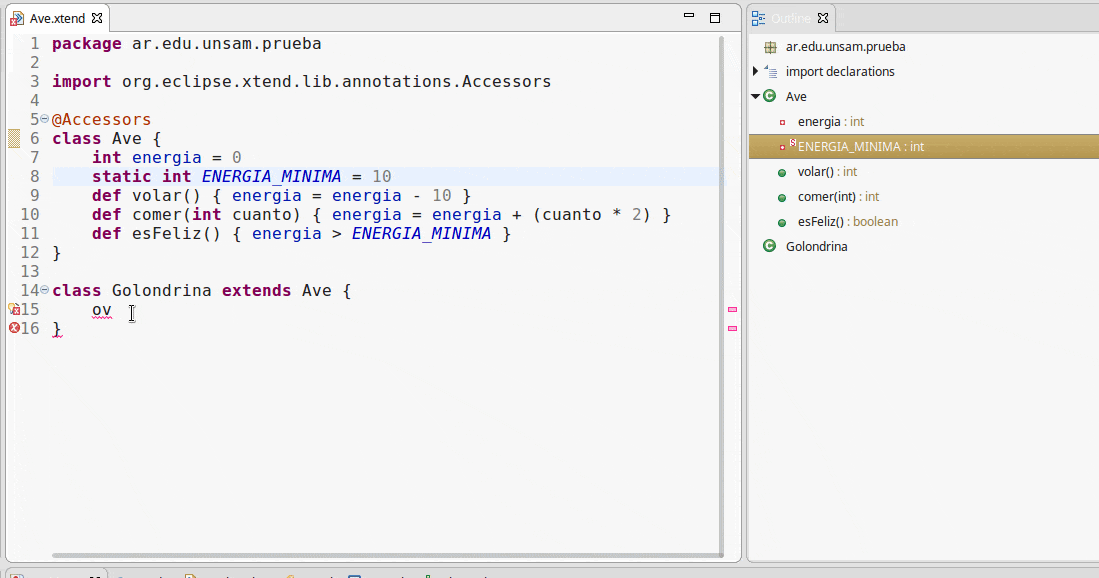 Ave.xtend
1 package ar.edu.unsam.prueba
2
3 import org.eclipse.xtend.lib.annotations.Accessors
4
5 @Accessors
6 class Ave {
7 int energia = 0
8 static int ENERGIA_MINIMA = 10
9 def volar() { energia = energia - 10 }
10 def comer(int cuanto) { energia = energia + (cuanto * 2) }
11 def esFeliz() { energia > ENERGIA_MINIMA }
12 }
13
14 class Golondrina extends Ave {
15 ov
16 }
Outline
ar.edu.unsam.prueba
import declarations
Ave
energia : int
ENERGIA_MINIMA : int
volar() : int
comer(int) : int
esFeliz() : boolean
Golondrina